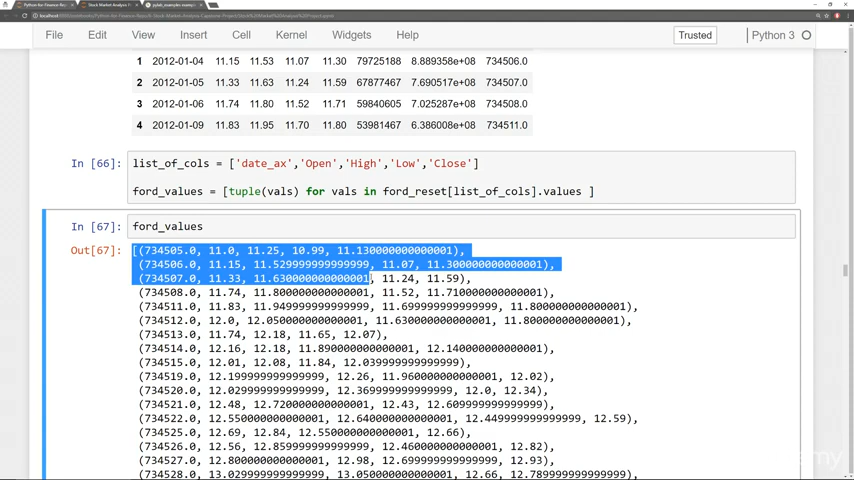 Python-for-Finance-Repo/
Stock Market Analysis
File Edit View Insert Cell Kernel Widgets Help Trusted Python 3
1 2012-01-04 11.15 11.53 11.07 11.30 79725188 8.889358e+08 734506.0
2 2012-01-05 11.33 11.63 11.24 11.59 67877467 7.690517e+08 734507.0
3 2012-01-06 11.74 11.80 11.52 11.71 59840605 7.025287e+08 734508.0
4 2012-01-09 11.83 11.95 11.70 11.80 53981467 6.386008e+08 734511.0
In [66]: list_of_cols = ['date_ax','Open','High','Low','Close']
ford_values = [tuple(vals) for vals in ford_reset[list_of_cols].values ]
In [67]: ford_values
Out[67]: [(734505.0, 11.0, 11.25, 10.99, 11.130000000000001),
(734506.0, 11.15, 11.529999999999999, 11.07, 11.300000000000001),
(734507.0, 11.33, 11.630000000000001, 11.24, 11.59),
(734508.0, 11.74, 11.800000000000001, 11.52, 11.710000000000001),
(734511.0, 11.83, 11.949999999999999, 11.699999999999999, 11.800000000000001),
(734512.0, 12.0, 12.050000000000001, 11.630000000000001, 11.800000000000001),
(734513.0, 11.74, 12.18, 11.65, 12.07),
(734514.0, 12.16, 12.18, 11.890000000000001, 12.140000000000001),
(734515.0, 12.01, 12.08, 11.84, 12.039999999999999),
(734519.0, 12.199999999999999, 12.26, 11.960000000000001, 12.02),
(734520.0, 12.029999999999999, 12.369999999999999, 12.0, 12.34),
(734521.0, 12.48, 12.720000000000001, 12.43, 12.609999999999999),
(734522.0, 12.550000000000001, 12.640000000000001, 12.449999999999999, 12.59),
(734525.0, 12.69, 12.84, 12.550000000000001, 12.66),
(734526.0, 12.56, 12.859999999999999, 12.460000000000001, 12.82),
(734527.0, 12.800000000000001, 12.98, 12.699999999999999, 12.93),
(734528.0, 13.029999999999999, 13.050000000000001, 12.66, 12.789999999999999),